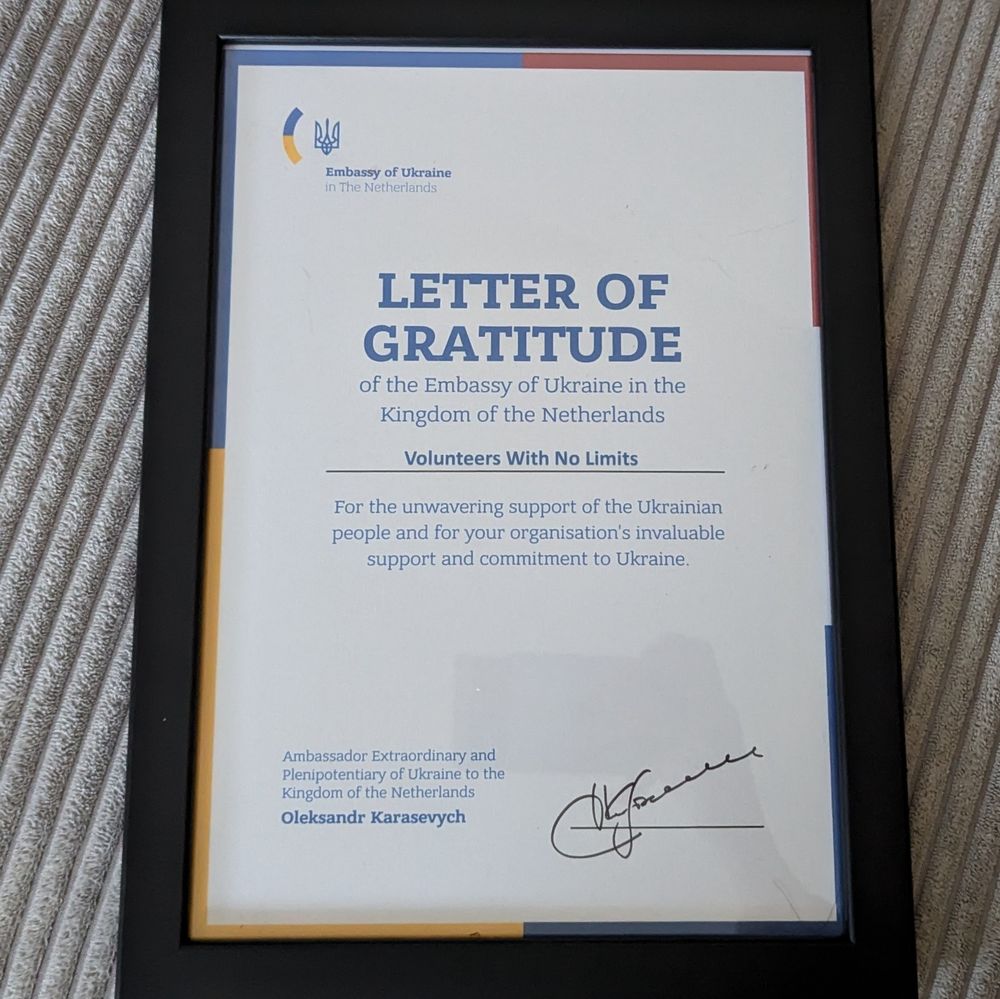 Embassy of Ukraine
in The Netherlands
LETTER OF
GRATITUDE
of the Embassy of Ukraine in the
Kingdom of the Netherlands
Volunteers With No Limits
For the unwavering support of the Ukrainian
people and for your organisation's invaluable
support and commitment to Ukraine.
Ambassador Extraordinary and
Plenipotentiary of Ukraine to the
Kingdom of the Netherlands
Oleksandr Karasevych